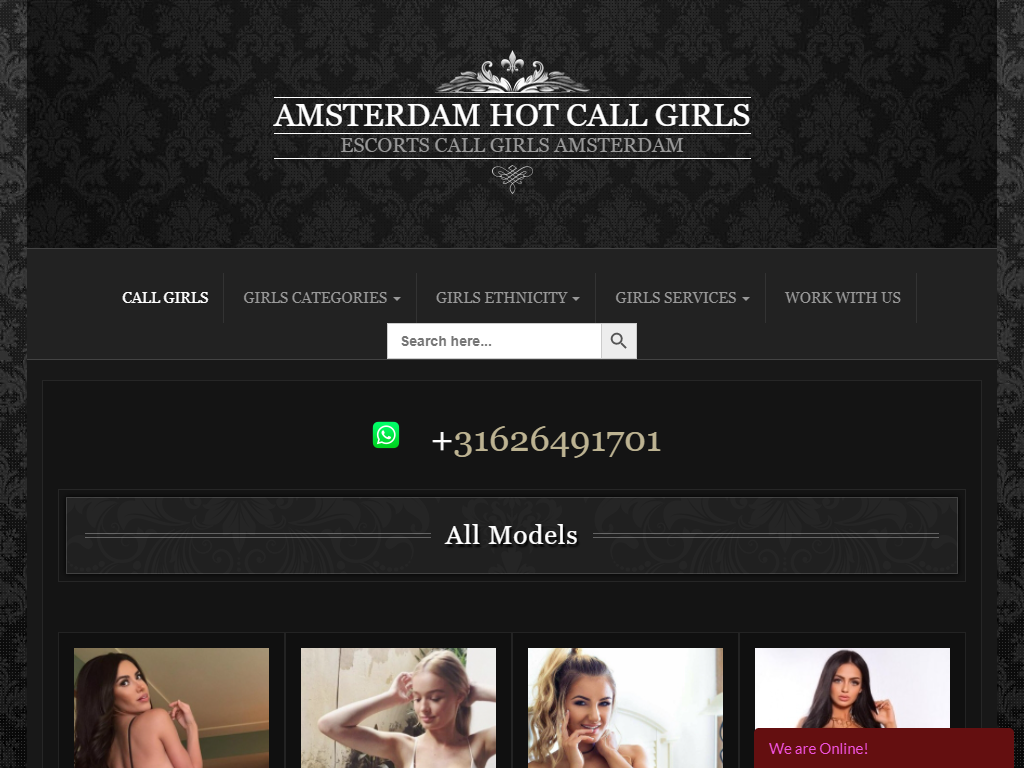 AMSTERDAM HOT CALL GIRLS
ESCORTS CALL GIRLS AMSTERDAM
CALL GIRLS GIRLS CATEGORIES GIRLS ETHNICITY GIRLS SERVICES WORK WITH US
Search here...
+31626491701
All Models
We are Online!